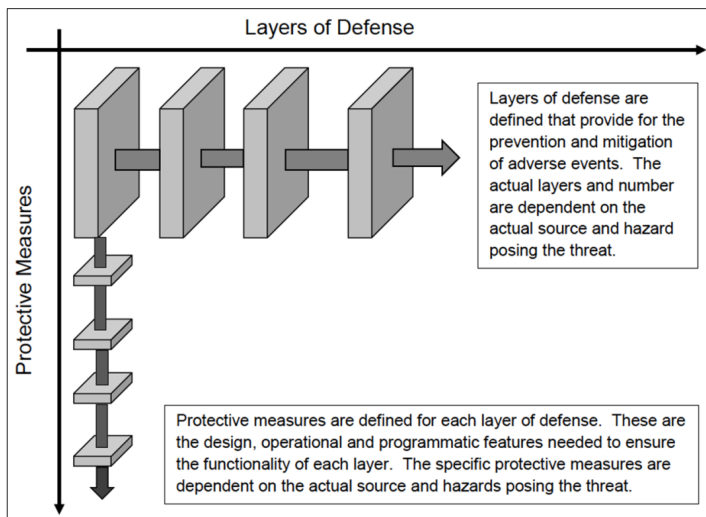 Layers of Defense
Protective Measures
Layers of defense are
defined that provide for the
prevention and mitigation
of adverse events.  The
actual layers and number
are dependent on the
actual source and hazard
posing the threat.
Protective measures are defined for each layer of defense.  These are
the design, operational and programmatic features needed to ensure
the functionality of each layer.  The specific protective measures are
dependent on the actual source and hazards posing the threat.